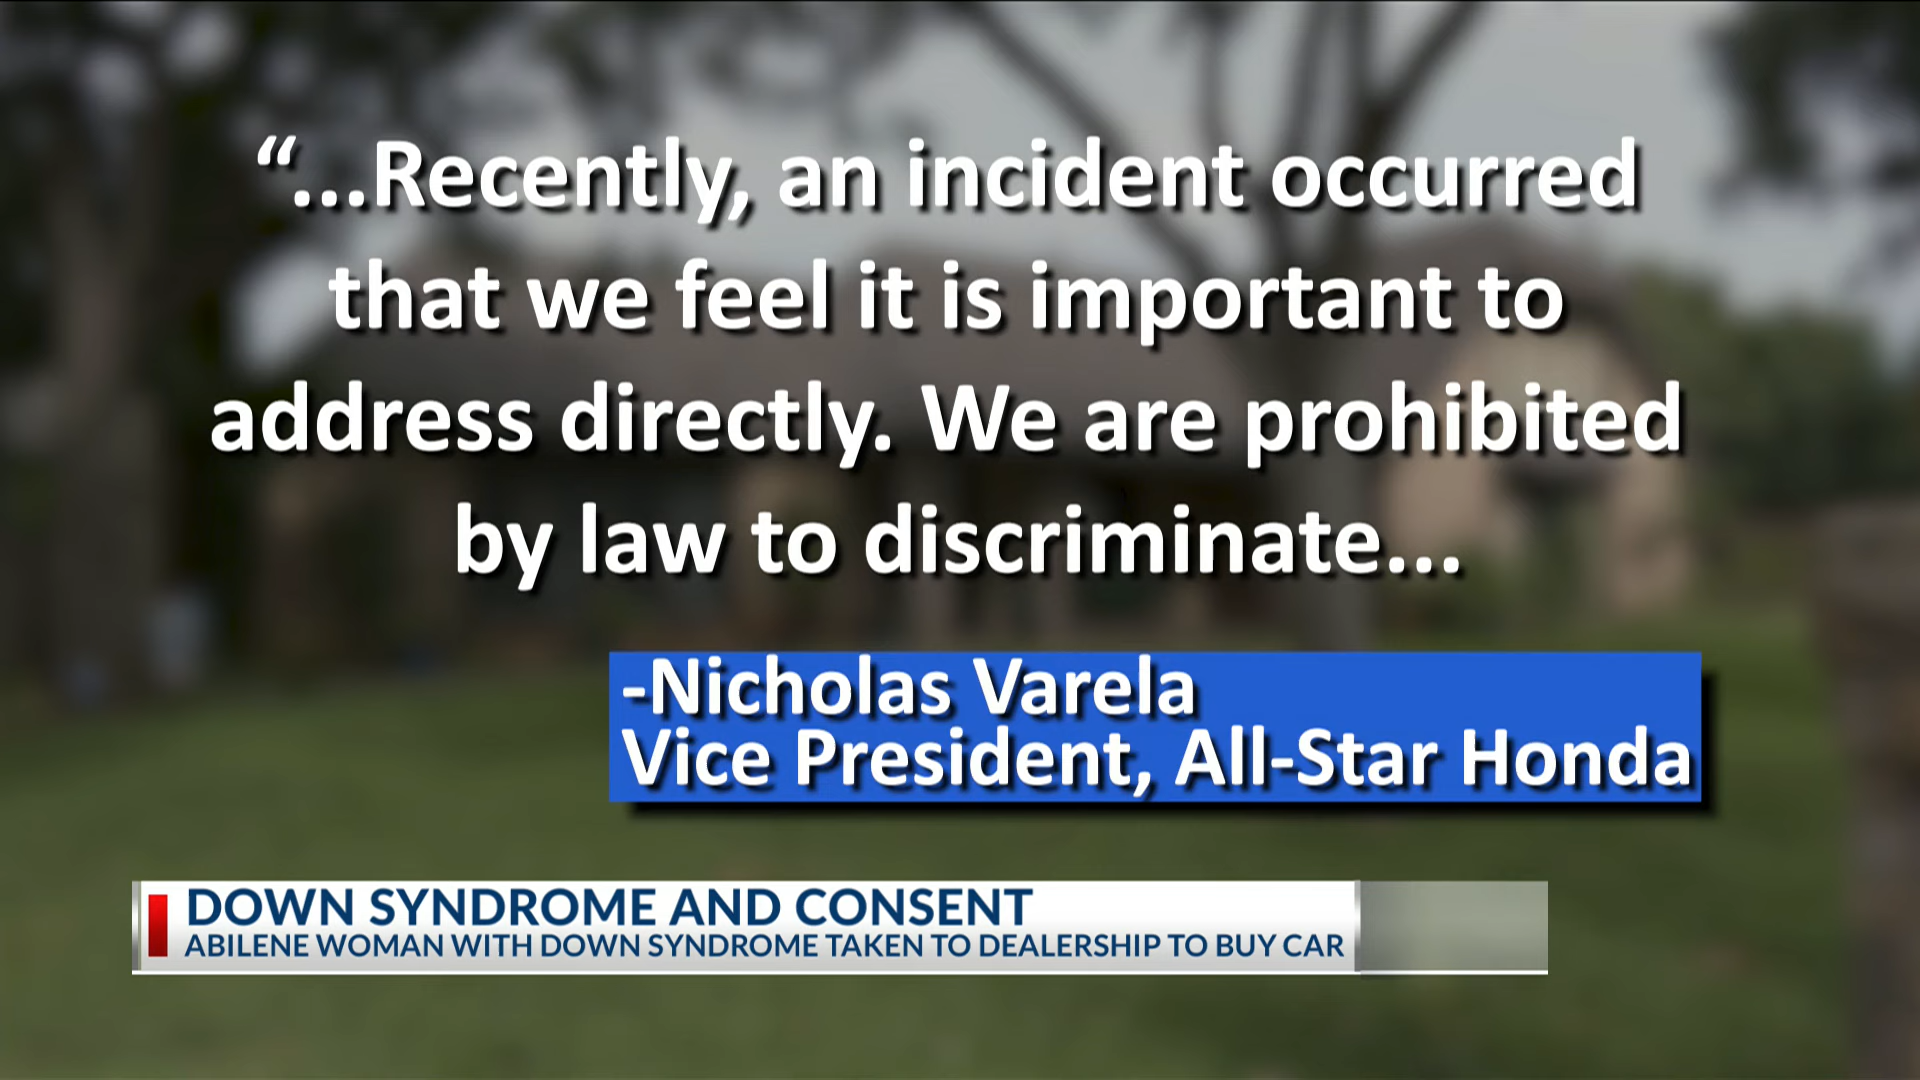 “...Recently, an incident occurred
that we feel it is important to
address directly. We are prohibited
by law to discriminate...
-Nicholas Varela
Vice President, All-Star Honda
DOWN SYNDROME AND CONSENT
ABILENE WOMAN WITH DOWN SYNDROME TAKEN TO DEALERSHIP TO BUY CAR